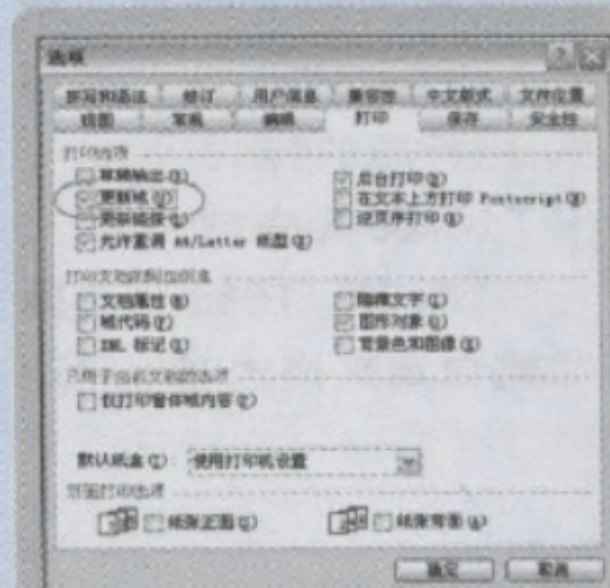 选项
拼写和语法 修订 用户信息 兼容性 中文版式 文件位置
视图 常规 编辑 打印 保存 安全性
打印选项
草稿输出(D) 后台打印(B)
更新域(U) 在文本上方打印 Postscript(P)
更新链接(L) 逆页序打印(R)
允许重调 A4/Letter 纸型(A)
打印文档的附加信息
文档属性(M) 隐藏文字(I)
域代码(F) 图形对象(O)
XML 标记(X) 背景色和图像(K)
只用于当前文档的选项
仅打印窗体域内容(Y)
默认纸盒(T): 使用打印机设置
双面打印选项
纸张正面 纸张背面
确定 取消